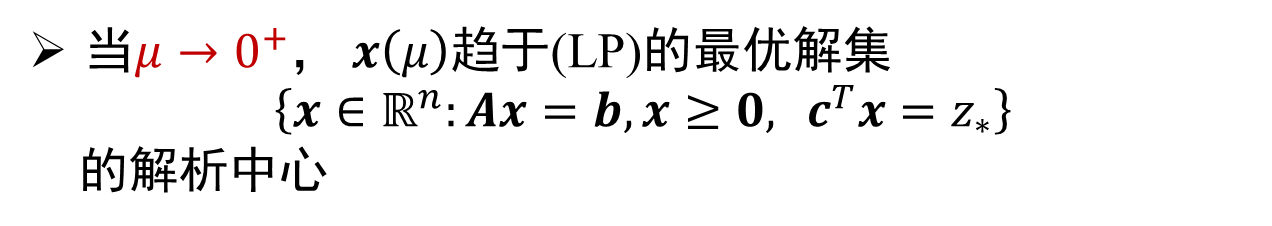 ➢ 当μ → 0⁺， x(μ)趋于(LP)的最优解集
{x ∈ ℝⁿ: Ax = b, x ≥ 0, cᵀx = z∗}
的解析中心